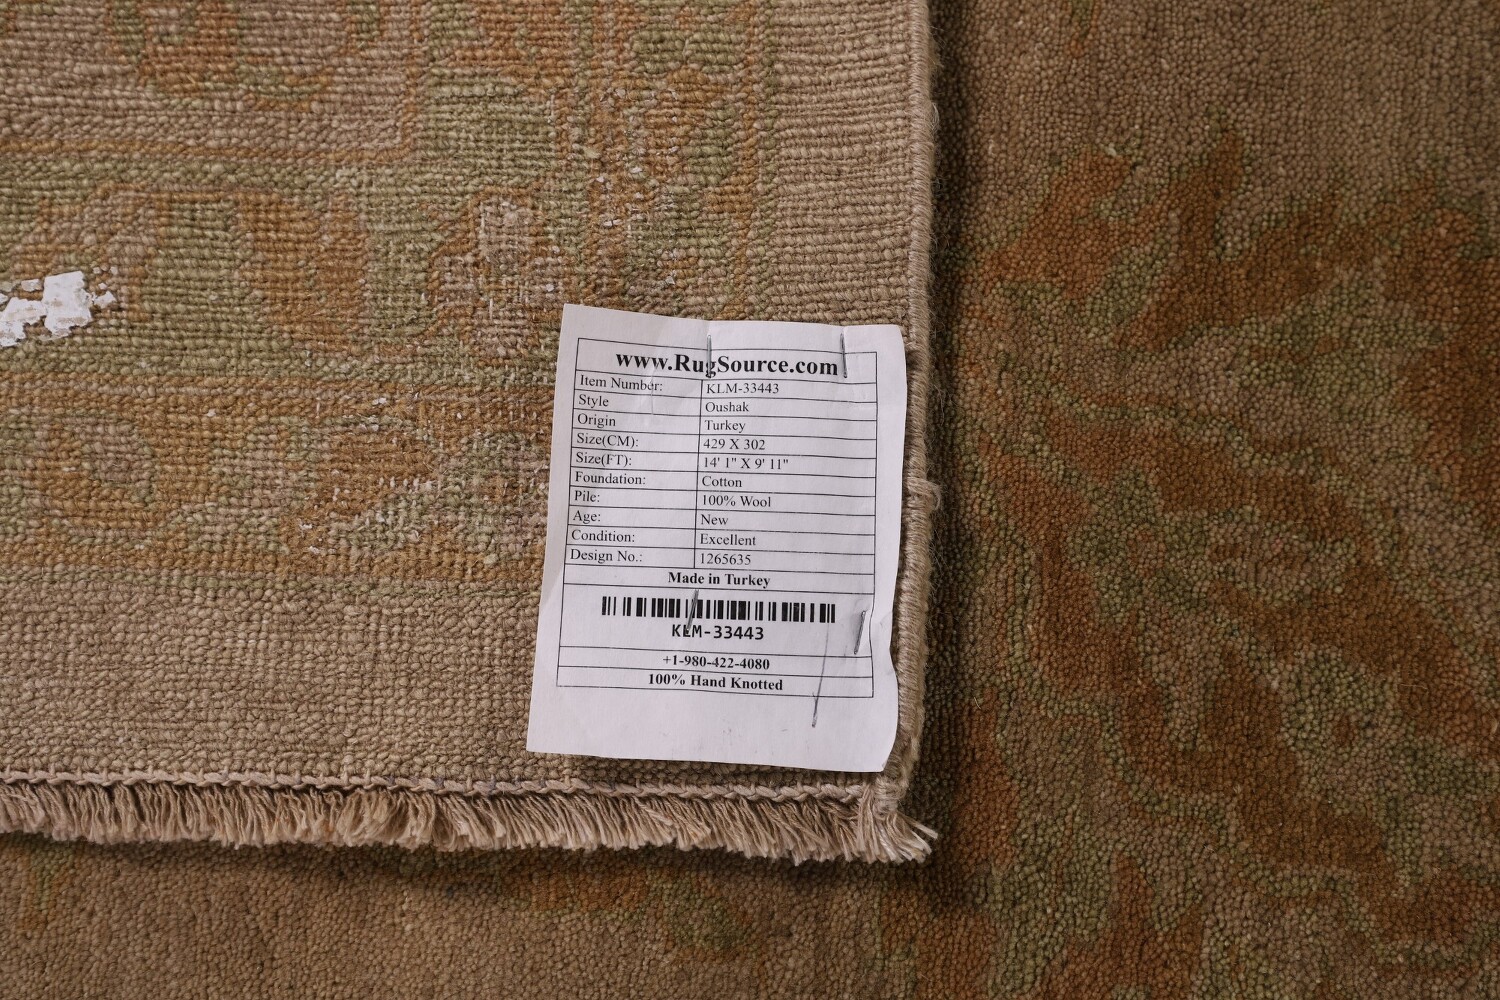 www.RugSource.com
Item Number: KLM-33443
Style Oushak
Origin Turkey
Size(CM): 429 X 302
Size(FT): 14' 1" X 9' 11"
Foundation: Cotton
Pile: 100% Wool
Age: New
Condition: Excellent
Design No.: 1265635
Made in Turkey
KLM-33443
+1-980-422-4080
100% Hand Knotted